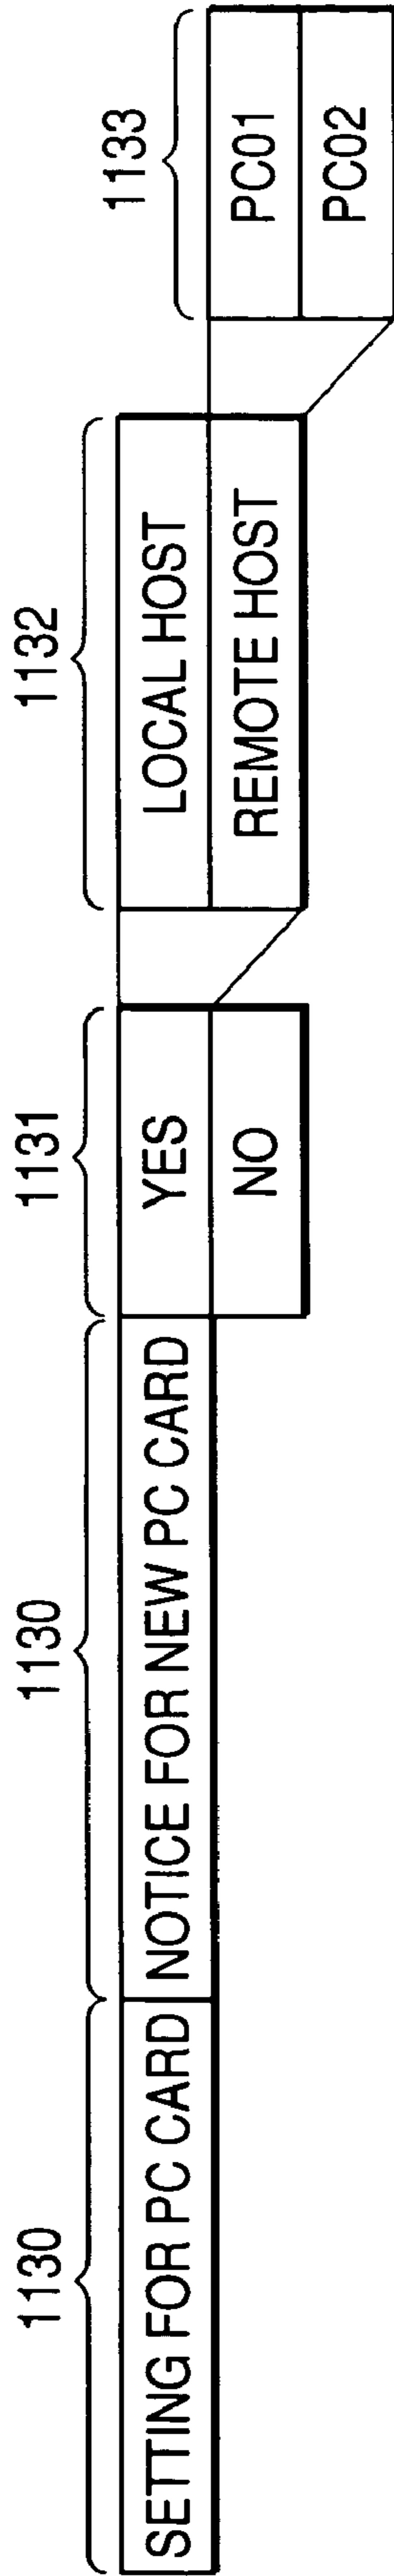 1130
SETTING FOR PC CARD
1130
NOTICE FOR NEW PC CARD
1131
YES
NO
1132
LOCAL HOST
REMOTE HOST
1133
PC01
PC02